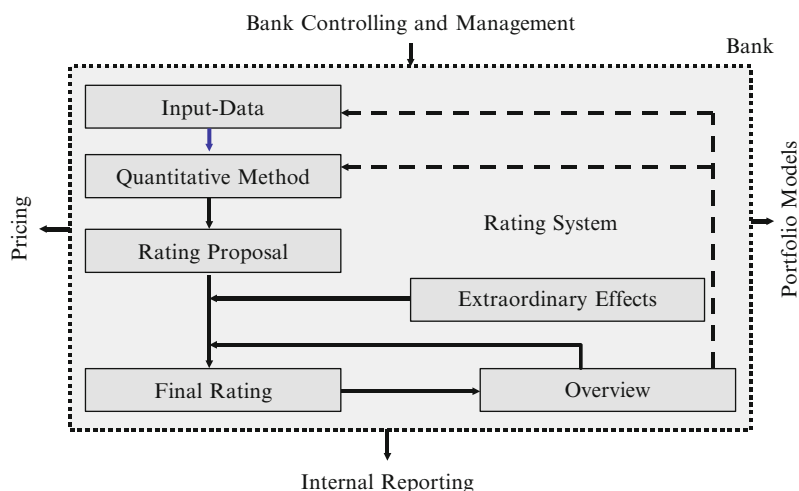 Bank Controlling and Management
Bank
Input-Data
Quantitative Method
Rating System
Rating Proposal
Extraordinary Effects
Final Rating
Overview
Pricing
Portfolio Models
Internal Reporting